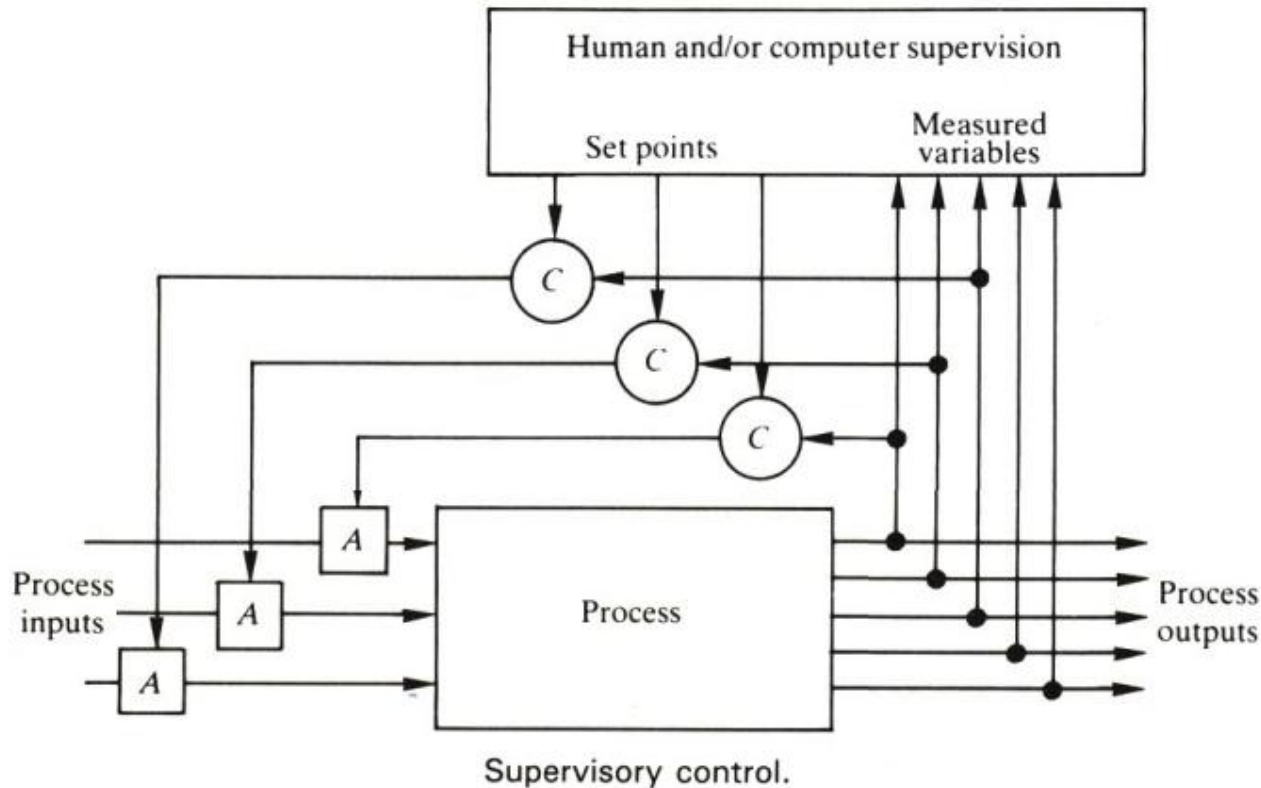 Human and/or computer supervision
Set points
Measured
variables
C
C
C
A
Process
inputs
A
A
Process
Process
outputs
Supervisory control.